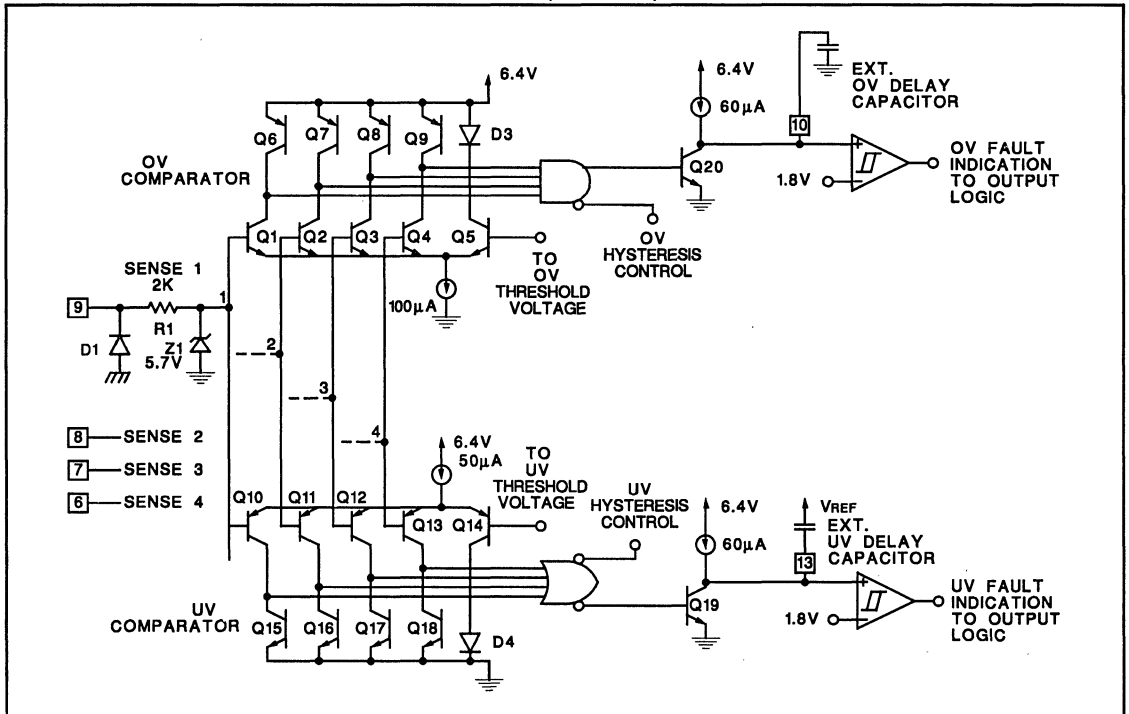 6.4V
Q6
Q7
Q8
Q9
D3
OV
COMPARATOR
Q1
Q2
Q3
Q4
Q5
100µA
TO
OV
THRESHOLD
VOLTAGE
OV
HYSTERESIS
CONTROL
6.4V
60µA
Q20
10
EXT.
OV DELAY
CAPACITOR
1.8V
+
−
OV FAULT
INDICATION
TO OUTPUT
LOGIC
SENSE 1
2K
1
9
R1
D1
Z1
5.7V
2
3
4
8 SENSE 2
7 SENSE 3
6 SENSE 4
6.4V
50µA
TO
UV
THRESHOLD
VOLTAGE
Q10
Q11
Q12
Q13
Q14
UV
HYSTERESIS
CONTROL
UV
COMPARATOR
Q15
Q16
Q17
Q18
D4
6.4V
60µA
Q19
VREF
EXT.
UV DELAY
CAPACITOR
13
1.8V
+
−
UV FAULT
INDICATION
TO OUTPUT
LOGIC